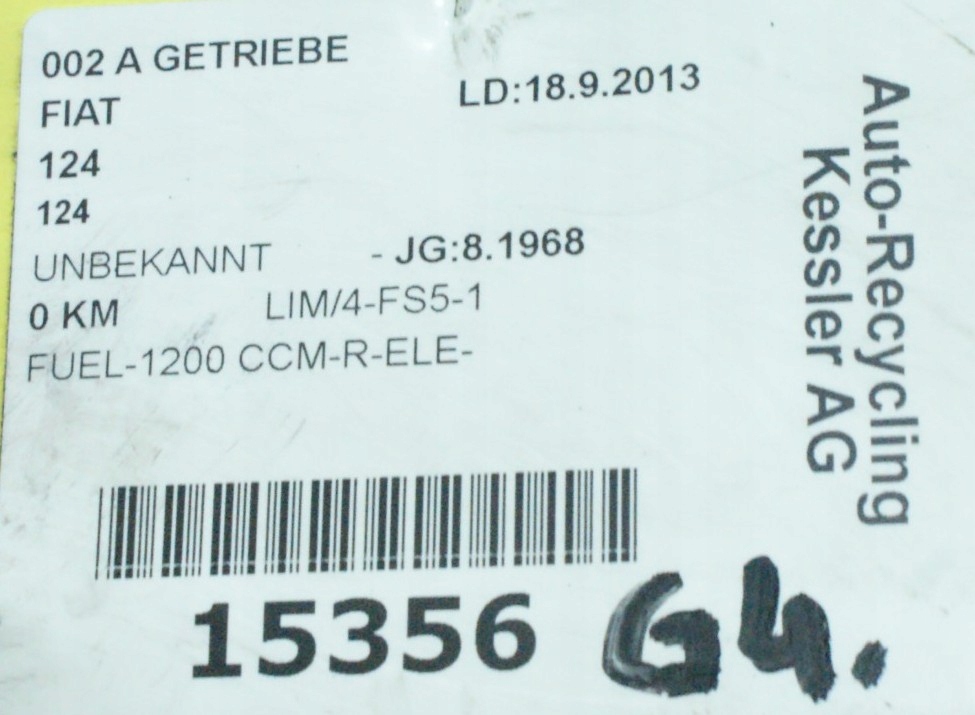 002 A GETRIEBE
FIAT
LD:18.9.2013
124
124
UNBEKANNT - JG:8.1968
0 KM LIM/4-FS5-1
FUEL-1200 CCM-R-ELE-
15356
G4.
Auto-Recycling
Kessler AG